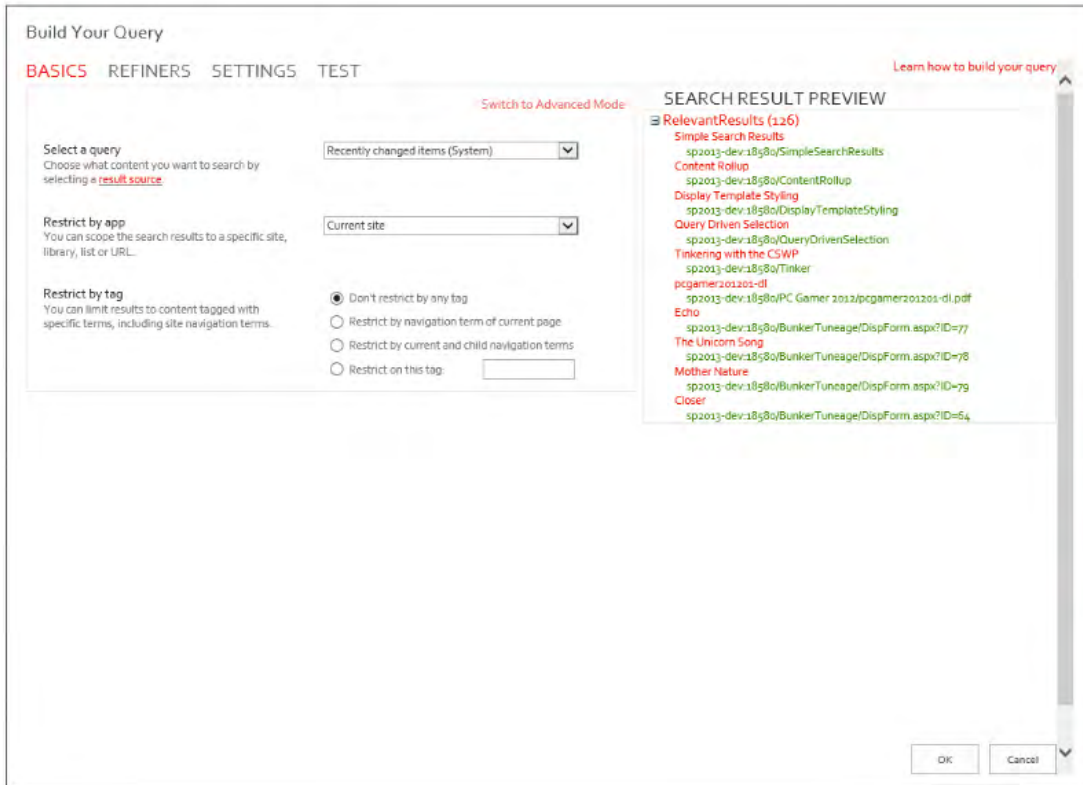 Build Your Query
BASICS REFINERS SETTINGS TEST
Learn how to build your query
Switch to Advanced Mode
Select a query
Choose what content you want to search by
selecting a result source.
Recently changed items (System)
Restrict by app
You can scope the search results to a specific site,
library, list or URL.
Current site
Restrict by tag
You can limit results to content tagged with
specific terms, including site navigation terms.
Don't restrict by any tag
Restrict by navigation term of current page
Restrict by current and child navigation terms
Restrict on this tag:
SEARCH RESULT PREVIEW
RelevantResults (126)
Simple Search Results
sp2013-dev:18580/SimpleSearchResults
Content Rollup
sp2013-dev:18580/ContentRollup
Display Template Styling
sp2013-dev:18580/DisplayTemplateStyling
Query Driven Selection
sp2013-dev:18580/QueryDrivenSelection
Tinkering with the CSWP
sp2013-dev:18580/Tinker
pcgamer201201-dl
sp2013-dev:18580/PC Gamer 2012/pcgamer201201-dl.pdf
Echo
sp2013-dev:18580/BunkerTuneage/DispForm.aspx?ID=77
The Unicorn Song
sp2013-dev:18580/BunkerTuneage/DispForm.aspx?ID=78
Mother Nature
sp2013-dev:18580/BunkerTuneage/DispForm.aspx?ID=79
Closer
sp2013-dev:18580/BunkerTuneage/DispForm.aspx?ID=64
OK Cancel